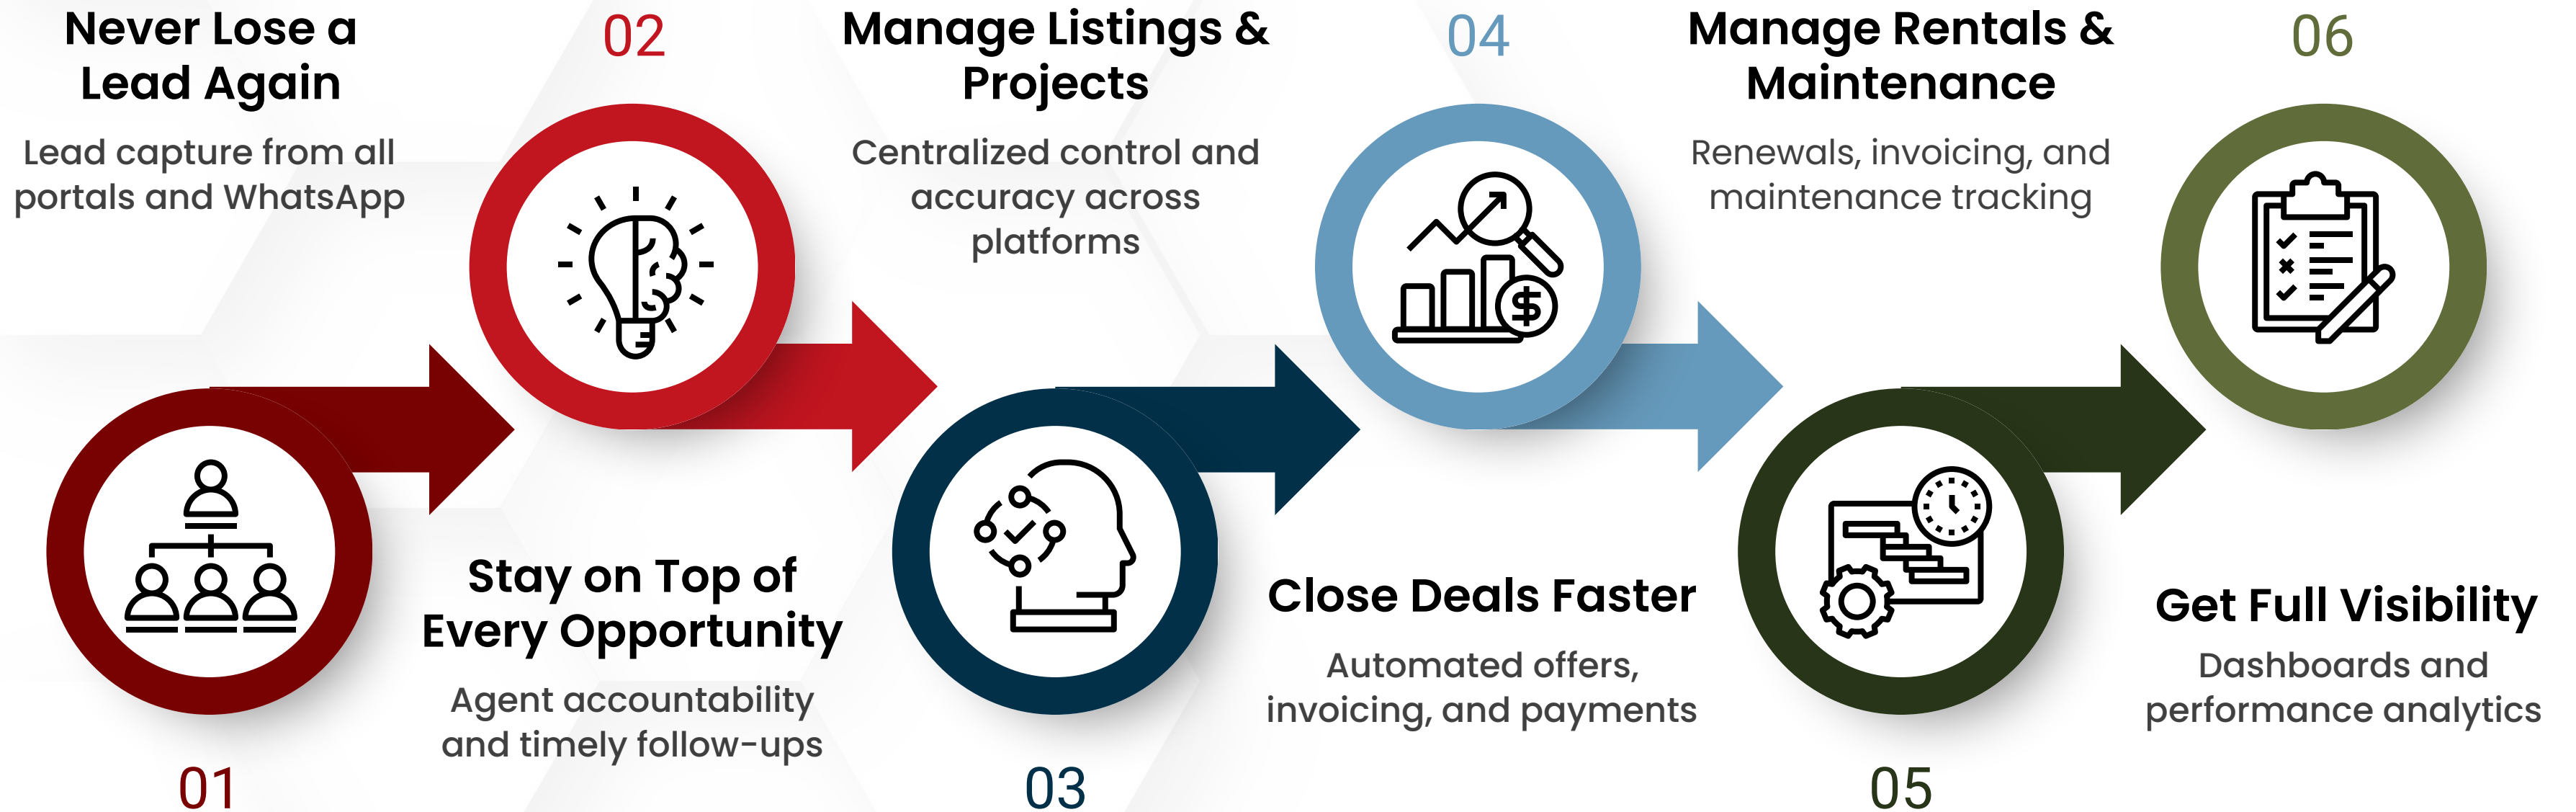 Never Lose a
Lead Again
Lead capture from all
portals and WhatsApp
01
02
Stay on Top of
Every Opportunity
Agent accountability
and timely follow-ups
Manage Listings &
Projects
Centralized control and
accuracy across
platforms
03
04
$
Close Deals Faster
Automated offers,
invoicing, and payments
Manage Rentals &
Maintenance
Renewals, invoicing, and
maintenance tracking
05
06
Get Full Visibility
Dashboards and
performance analytics